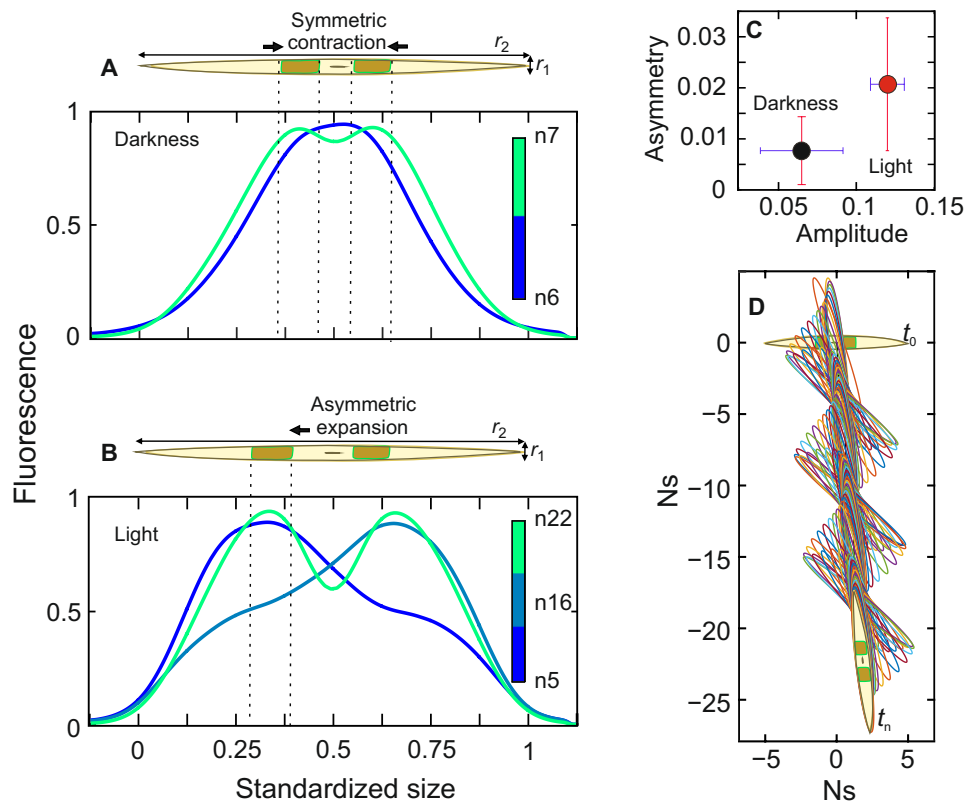 Symmetric
contraction
r2
A
r1
1
Darkness
n7
0.5
n6
0
Asymmetric
expansion
r2
B
r1
1
Light
n22
0.5
n16
n5
0
0 0.25 0.5 0.75 1
Standardized size
Fluorescence
C
0.03
0.02
0.01
0
Darkness
Light
0.05 0.10 0.15
Amplitude
Asymmetry
D
t0
0
−5
−10
−15
−20
−25
tn
−5 0 5
Ns
Ns